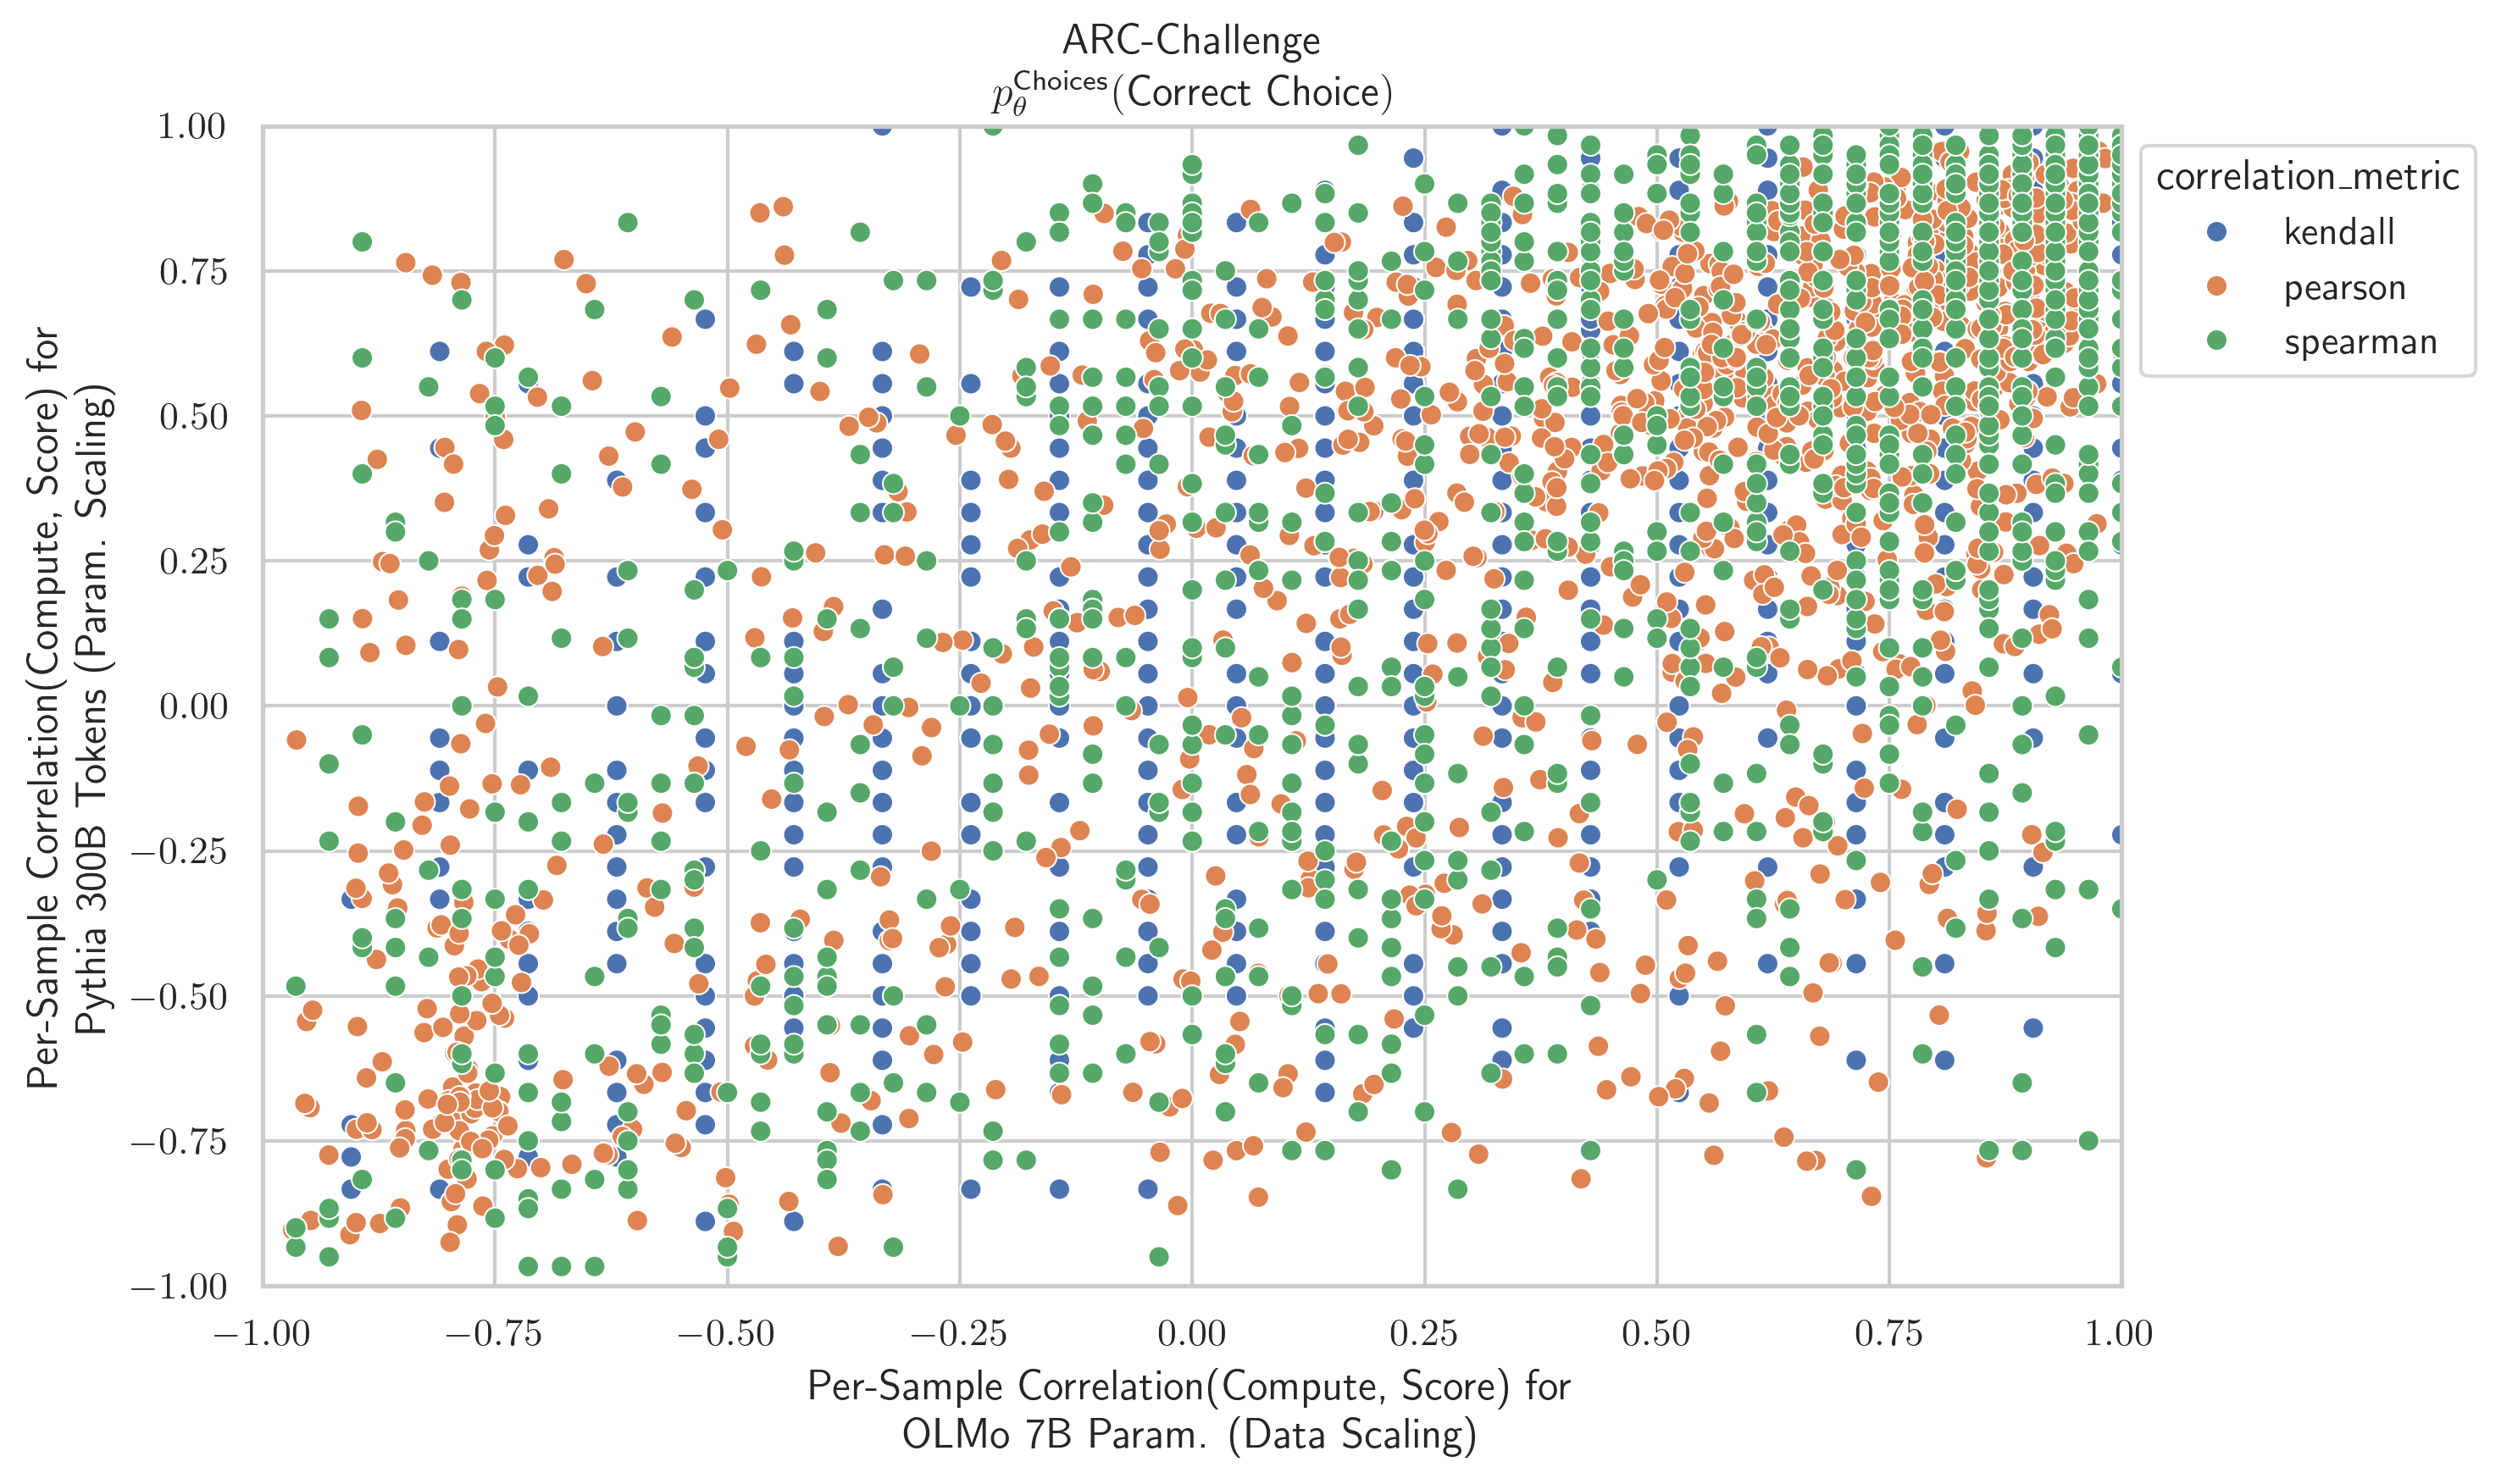 ARC-Challenge
p_θ^Choices(Correct Choice)
Per-Sample Correlation(Compute, Score) for
Pythia 300B Tokens (Param. Scaling)
1.00
0.75
0.50
0.25
0.00
−0.25
−0.50
−0.75
−1.00
−1.00 −0.75 −0.50 −0.25 0.00 0.25 0.50 0.75 1.00
Per-Sample Correlation(Compute, Score) for
OLMo 7B Param. (Data Scaling)
correlation_metric
kendall
pearson
spearman